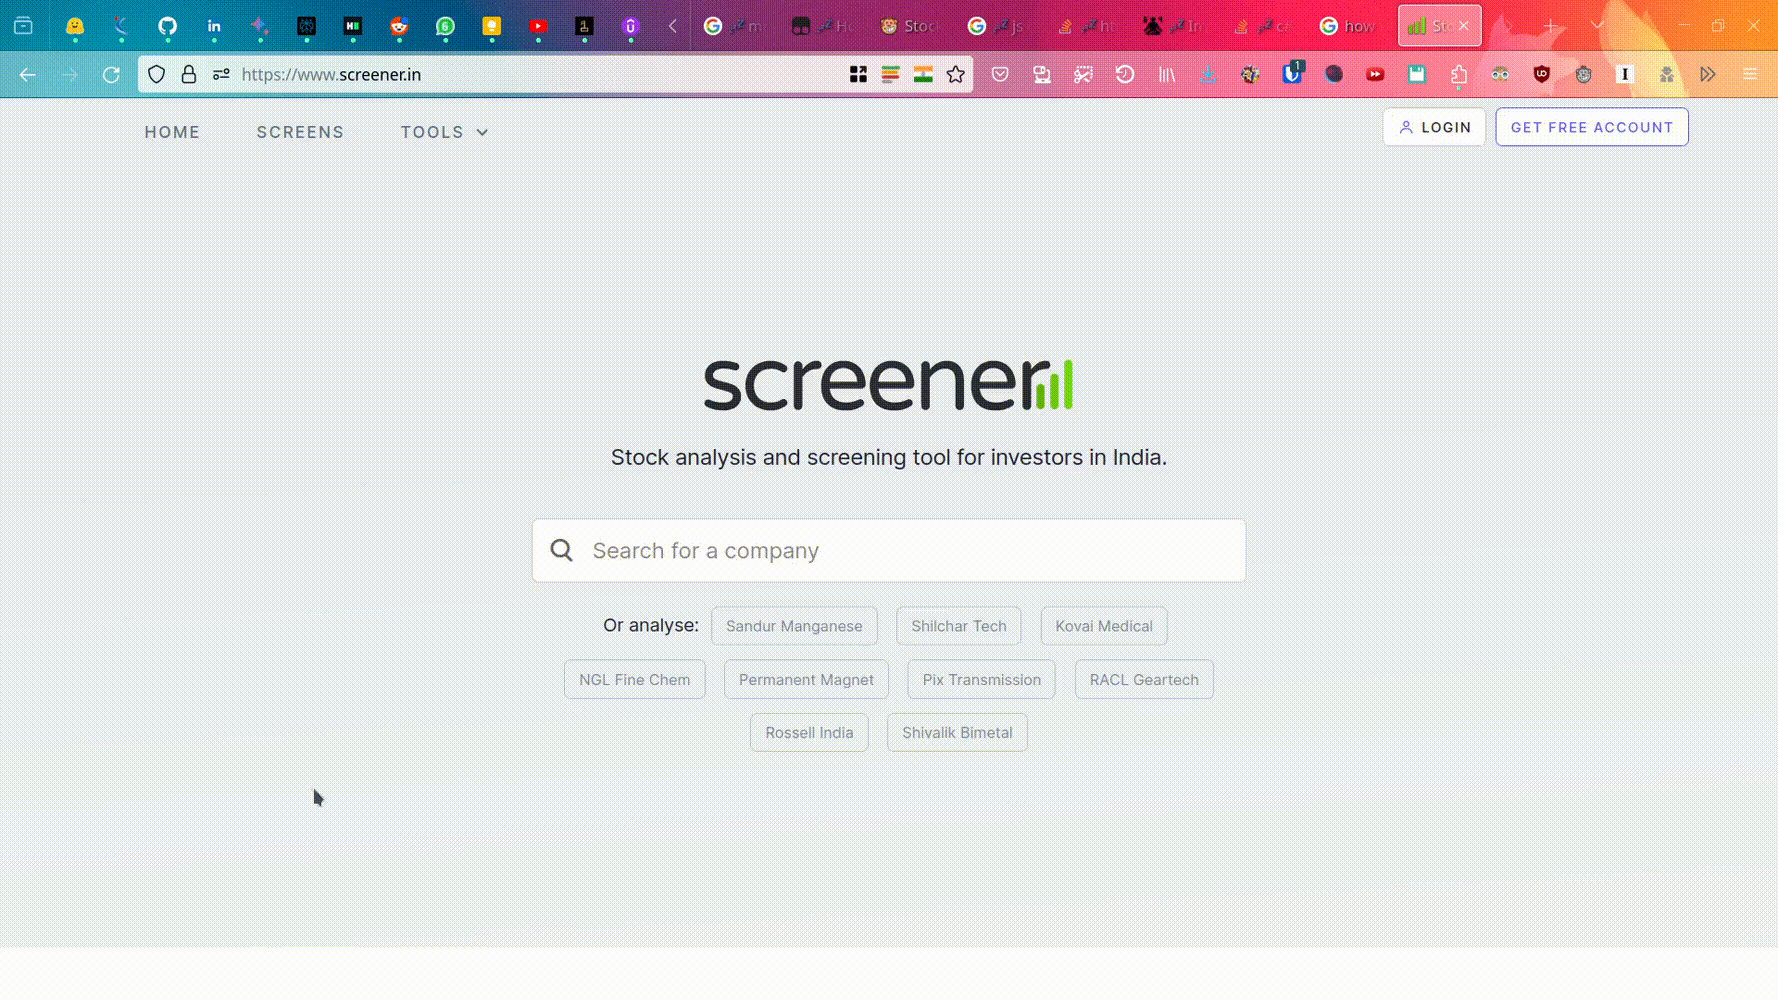 Stoc
js
ht
In
how
St
https://www.screener.in
1
HOME SCREENS TOOLS
LOGIN GET FREE ACCOUNT
screener
Stock analysis and screening tool for investors in India.
Search for a company
Or analyse: Sandur Manganese Shilchar Tech Kovai Medical
NGL Fine Chem Permanent Magnet Pix Transmission RACL Geartech
Rossell India Shivalik Bimetal